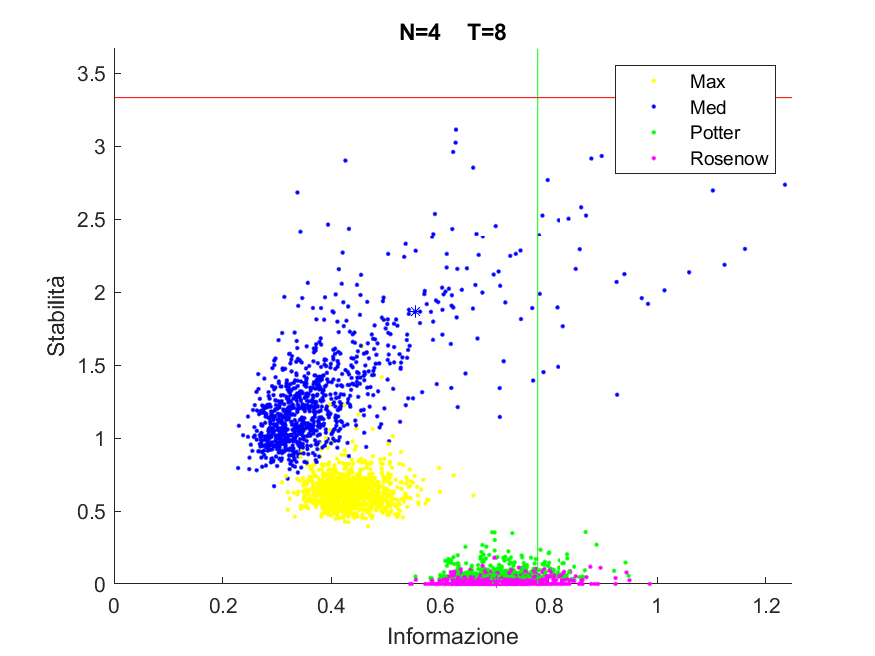 N=4 T=8
3.5
3
2.5
2
1.5
1
0.5
0
Stabilità
Max
Med
Potter
Rosenow
0 0.2 0.4 0.6 0.8 1 1.2
Informazione